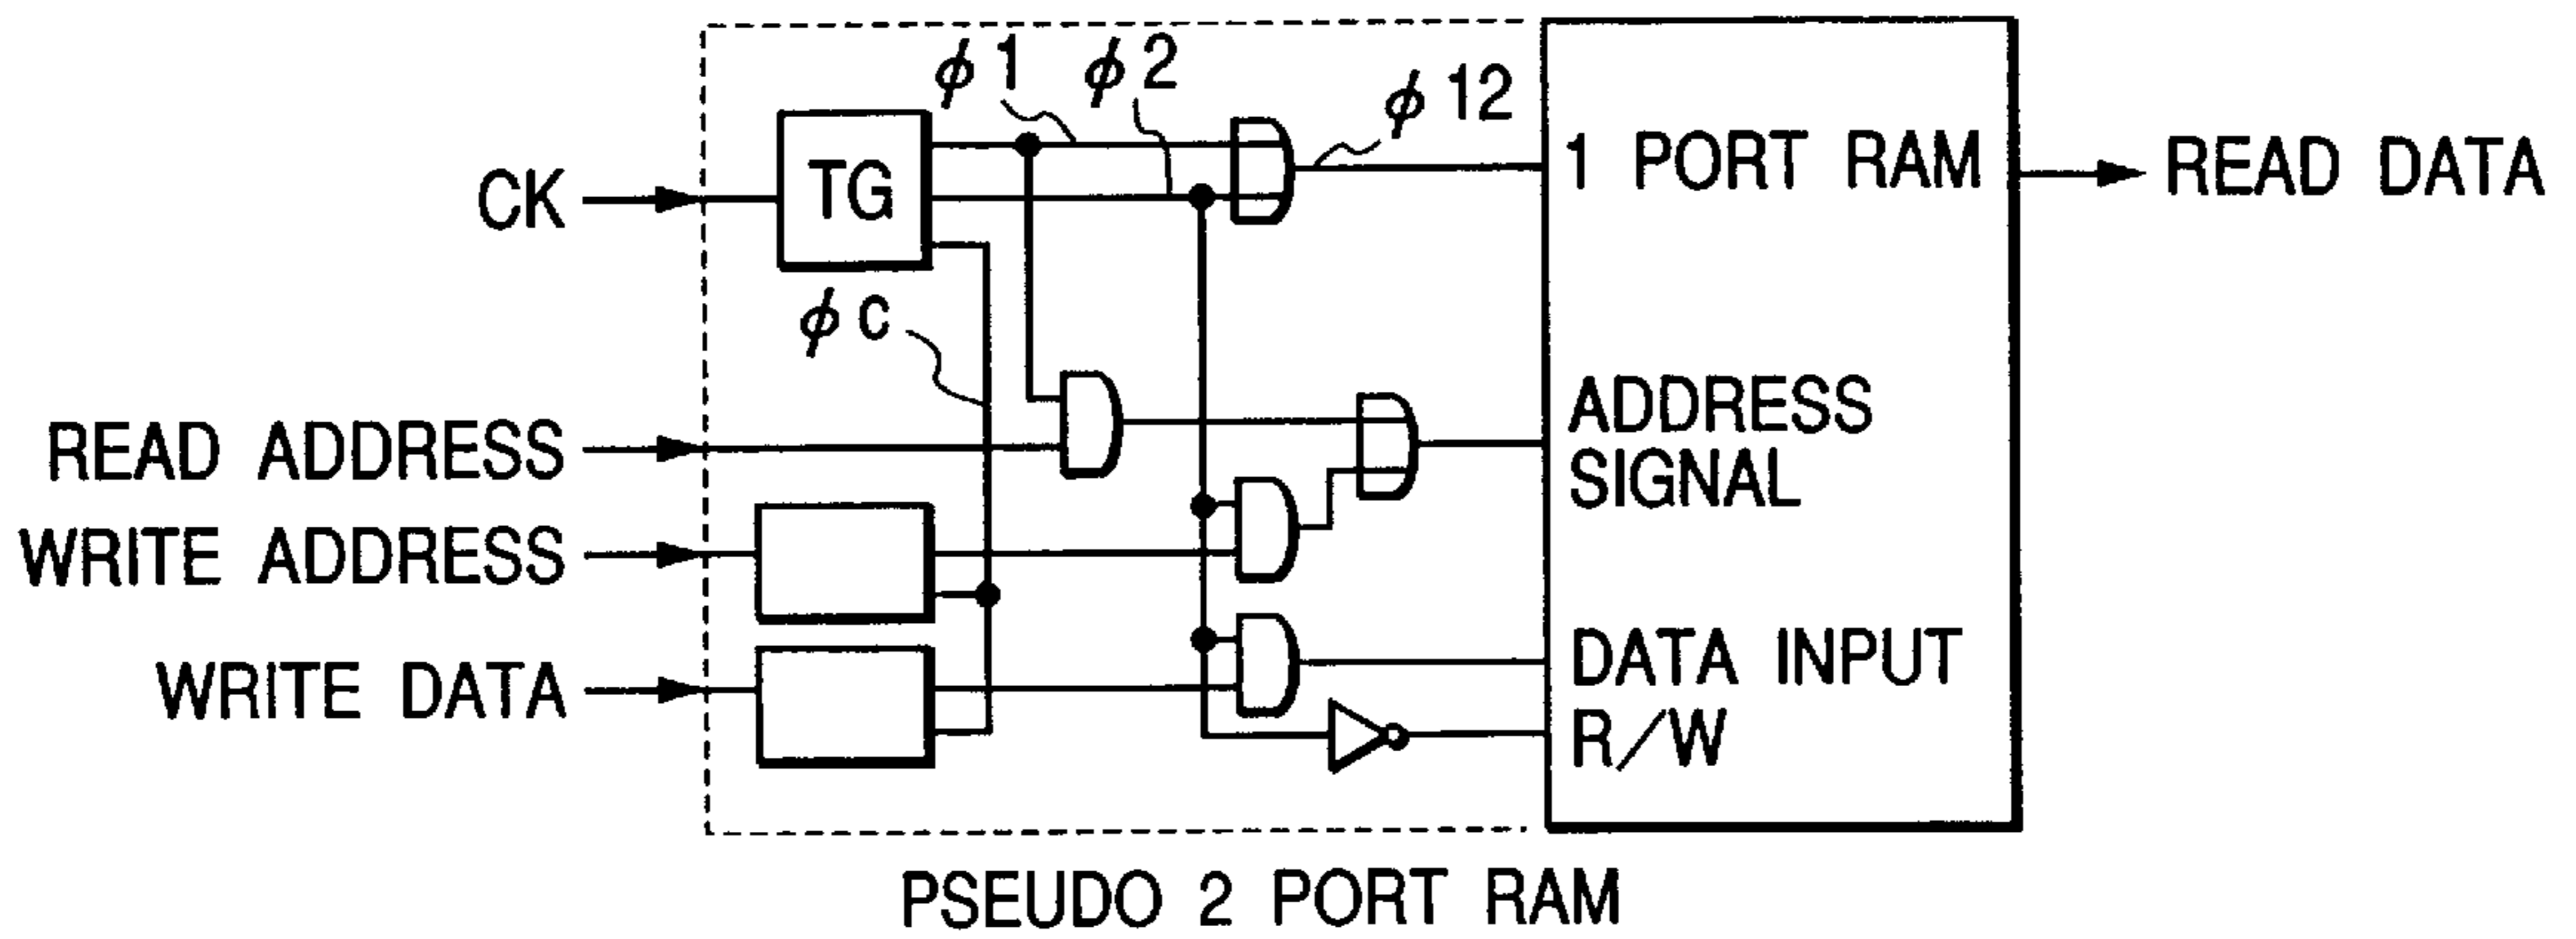 φ1
φ2
φ12
CK
TG
1 PORT RAM
READ DATA
φc
READ ADDRESS
ADDRESS
SIGNAL
WRITE ADDRESS
WRITE DATA
DATA INPUT
R/W
PSEUDO 2 PORT RAM